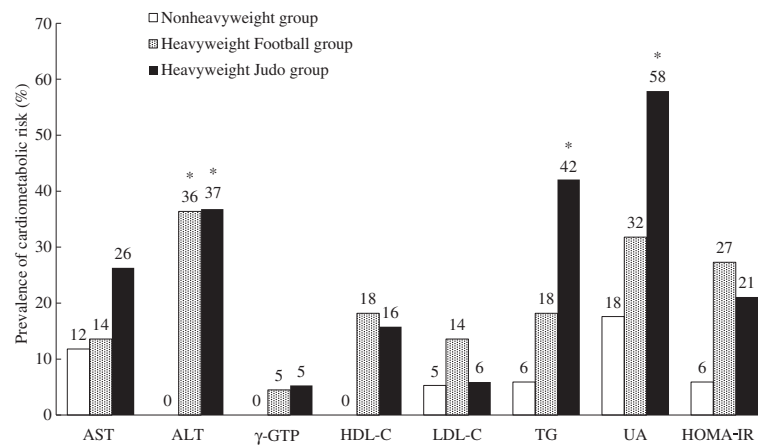 Nonheavyweight group
Heavyweight Football group
Heavyweight Judo group
Prevalence of cardiometabolic risk (%)
70
60
50
40
30
20
10
0
12
14
26
0
* 36
* 37
0
5
5
0
18
16
5
14
6
6
18
* 42
18
32
* 58
6
27
21
AST
ALT
γ-GTP
HDL-C
LDL-C
TG
UA
HOMA-IR